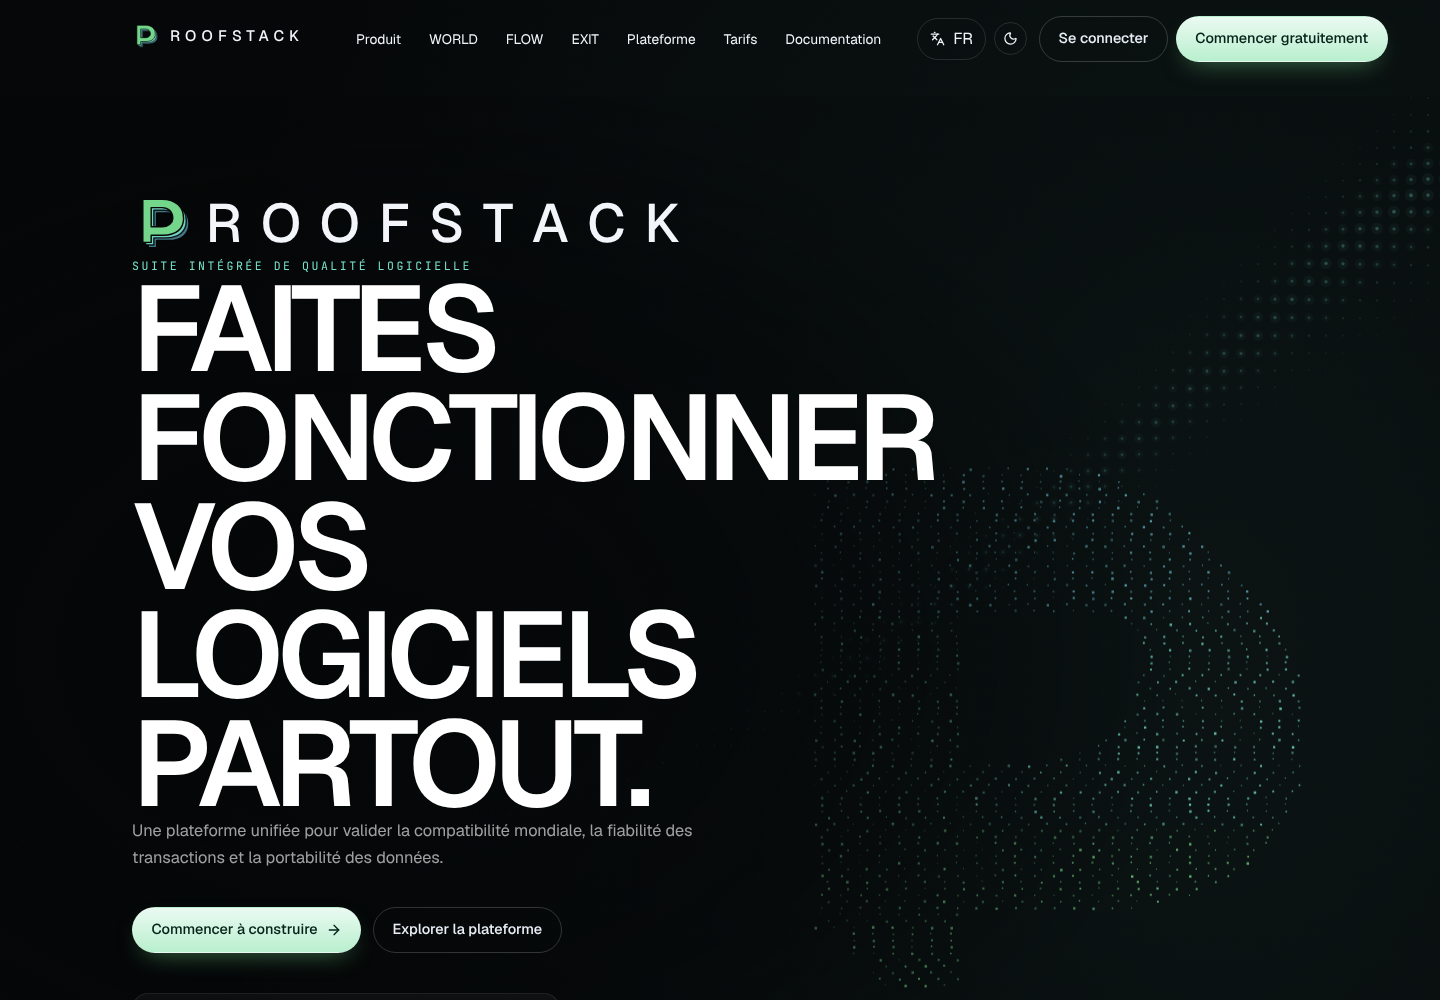 PROOFSTACK
Produit
WORLD
FLOW
EXIT
Plateforme
Tarifs
Documentation
FR
Se connecter
Commencer gratuitement
PROOFSTACK
SUITE INTÉGRÉE DE QUALITÉ LOGICIELLE
FAITES
FONCTIONNER
VOS
LOGICIELS
PARTOUT.
Une plateforme unifiée pour valider la compatibilité mondiale, la fiabilité des
transactions et la portabilité des données.
Commencer à construire →
Explorer la plateforme